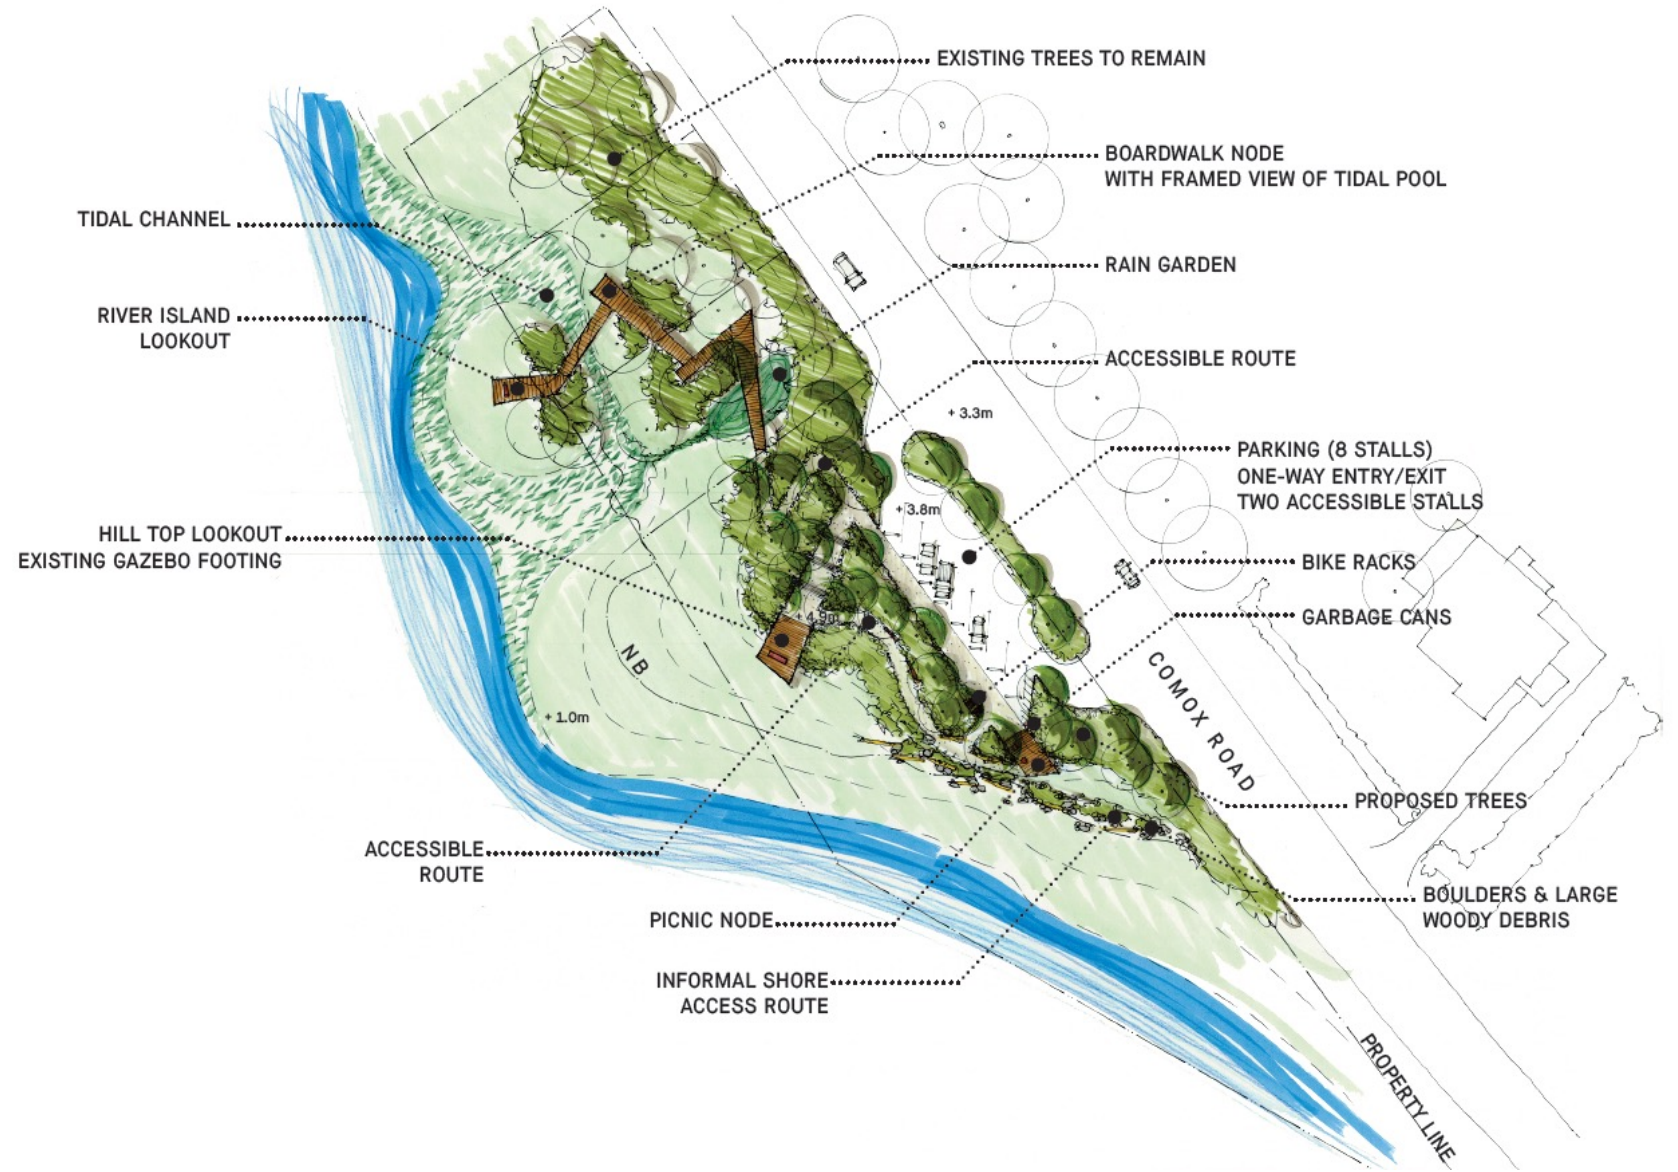 EXISTING TREES TO REMAIN
BOARDWALK NODE
WITH FRAMED VIEW OF TIDAL POOL
TIDAL CHANNEL
RAIN GARDEN
RIVER ISLAND
LOOKOUT
ACCESSIBLE ROUTE
+ 3.3m
PARKING (8 STALLS)
ONE-WAY ENTRY/EXIT
TWO ACCESSIBLE STALLS
+ 3.8m
HILL TOP LOOKOUT
EXISTING GAZEBO FOOTING
BIKE RACKS
GARBAGE CANS
+ 4.9m
NB
COMOX ROAD
+ 1.0m
PROPOSED TREES
ACCESSIBLE
ROUTE
BOULDERS & LARGE
WOODY DEBRIS
PICNIC NODE
INFORMAL SHORE
ACCESS ROUTE
PROPERTY LINE